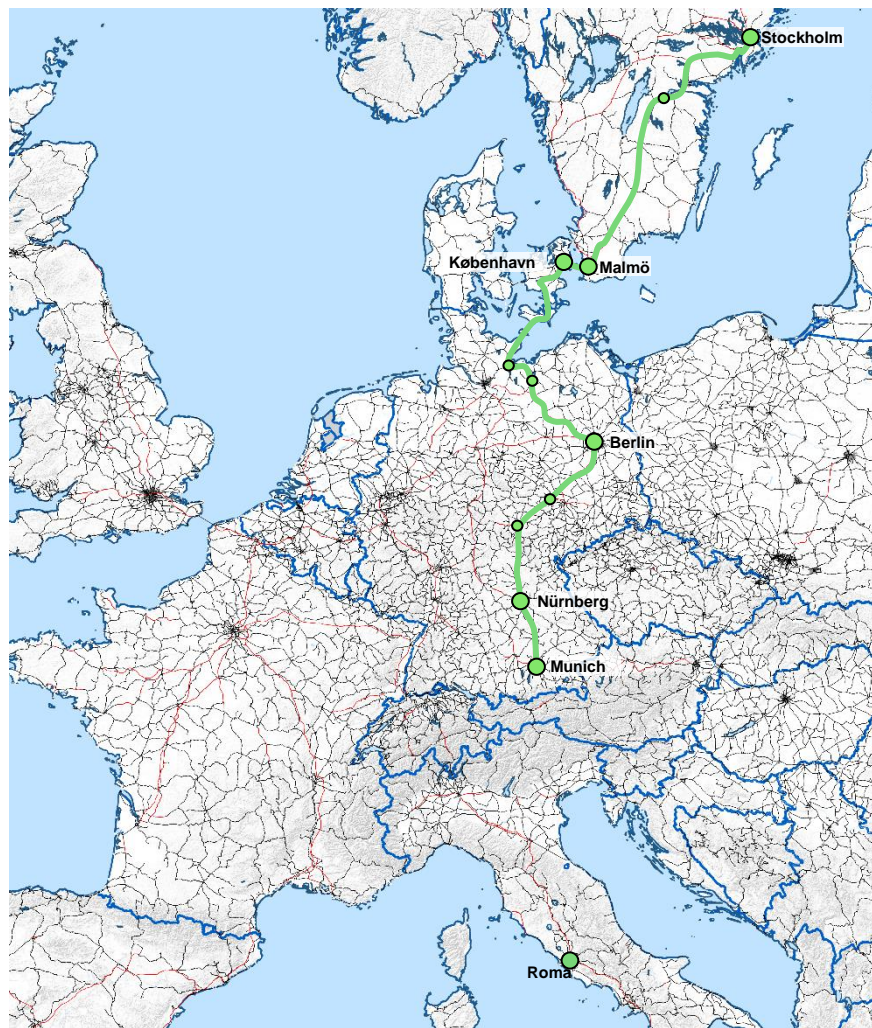 Stockholm
København
Malmö
Berlin
Nürnberg
Munich
Roma